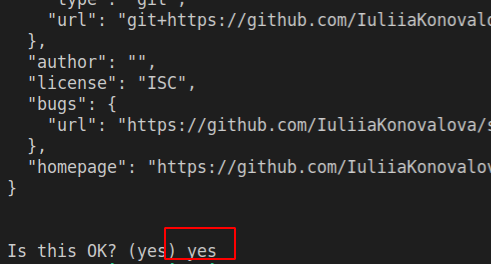 "type": "git",
"url": "git+https://github.com/IuliiaKonovalo
},
"author": "",
"license": "ISC",
"bugs": {
"url": "https://github.com/IuliiaKonovalova/s
},
"homepage": "https://github.com/IuliiaKonovalov
}
Is this OK? (yes) yes